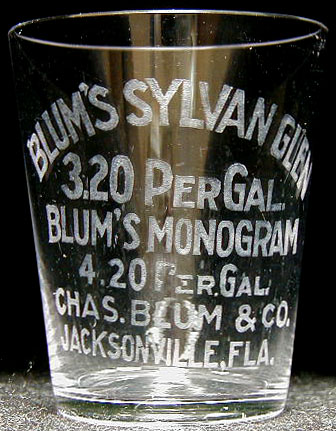 BLUM'S SYLVAN GLEN
3.20 PER GAL.
BLUM'S MONOGRAM
4.20 PER GAL.
CHAS. BLUM & CO.
JACKSONVILLE, FLA.